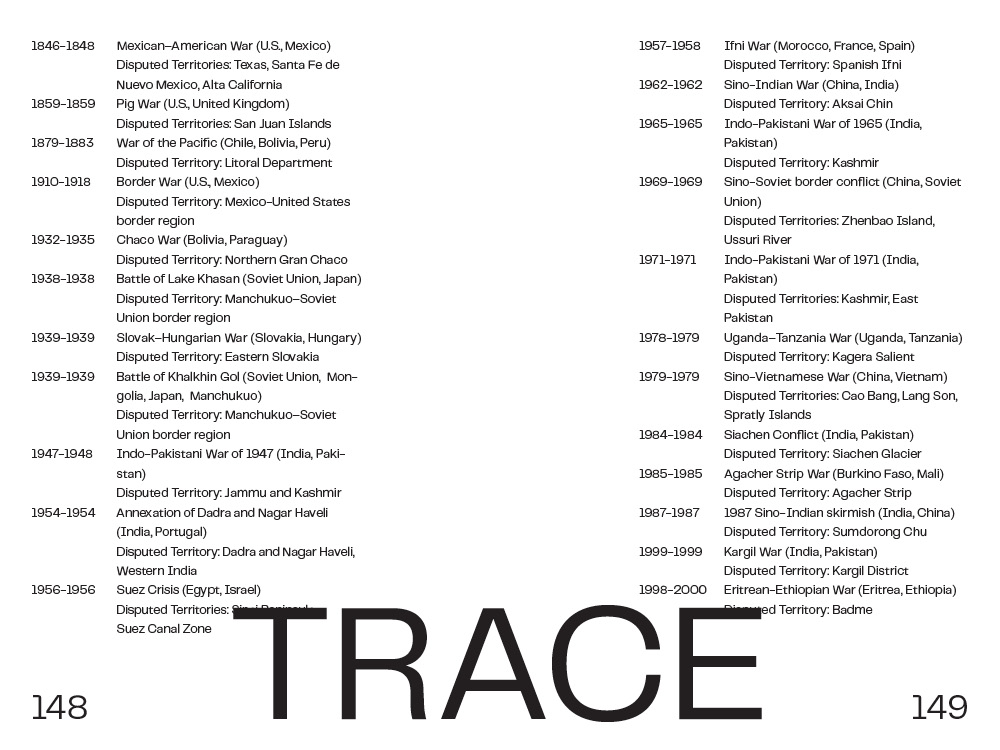 1846–1848 Mexican–American War (U.S., Mexico)
Disputed Territories: Texas, Santa Fe de
Nuevo Mexico, Alta California
1859–1859 Pig War (U.S., United Kingdom)
Disputed Territories: San Juan Islands
1879–1883 War of the Pacific (Chile, Bolivia, Peru)
Disputed Territory: Litoral Department
1910–1918 Border War (U.S., Mexico)
Disputed Territory: Mexico–United States
border region
1932–1935 Chaco War (Bolivia, Paraguay)
Disputed Territory: Northern Gran Chaco
1938–1938 Battle of Lake Khasan (Soviet Union, Japan)
Disputed Territory: Manchukuo–Soviet
Union border region
1939–1939 Slovak–Hungarian War (Slovakia, Hungary)
Disputed Territory: Eastern Slovakia
1939–1939 Battle of Khalkhin Gol (Soviet Union, Mon–
golia, Japan, Manchukuo)
Disputed Territory: Manchukuo–Soviet
Union border region
1947–1948 Indo–Pakistani War of 1947 (India, Paki–
stan)
Disputed Territory: Jammu and Kashmir
1954–1954 Annexation of Dadra and Nagar Haveli
(India, Portugal)
Disputed Territory: Dadra and Nagar Haveli,
Western India
1956–1956 Suez Crisis (Egypt, Israel)
Disputed Territories:
Suez Canal Zone
148
1957–1958 Ifni War (Morocco, France, Spain)
Disputed Territory: Spanish Ifni
1962–1962 Sino–Indian War (China, India)
Disputed Territory: Aksai Chin
1965–1965 Indo–Pakistani War of 1965 (India,
Pakistan)
Disputed Territory: Kashmir
1969–1969 Sino–Soviet border conflict (China, Soviet
Union)
Disputed Territories: Zhenbao Island,
Ussuri River
1971–1971 Indo–Pakistani War of 1971 (India,
Pakistan)
Disputed Territories: Kashmir, East
Pakistan
1978–1979 Uganda–Tanzania War (Uganda, Tanzania)
Disputed Territory: Kagera Salient
1979–1979 Sino–Vietnamese War (China, Vietnam)
Disputed Territories: Cao Bang, Lang Son,
Spratly Islands
1984–1984 Siachen Conflict (India, Pakistan)
Disputed Territory: Siachen Glacier
1985–1985 Agacher Strip War (Burkino Faso, Mali)
Disputed Territory: Agacher Strip
1987–1987 1987 Sino–Indian skirmish (India, China)
Disputed Territory: Sumdorong Chu
1999–1999 Kargil War (India, Pakistan)
Disputed Territory: Kargil District
1998–2000 Eritrean–Ethiopian War (Eritrea, Ethiopia)
Disputed Territory: Badme
TRACE
149